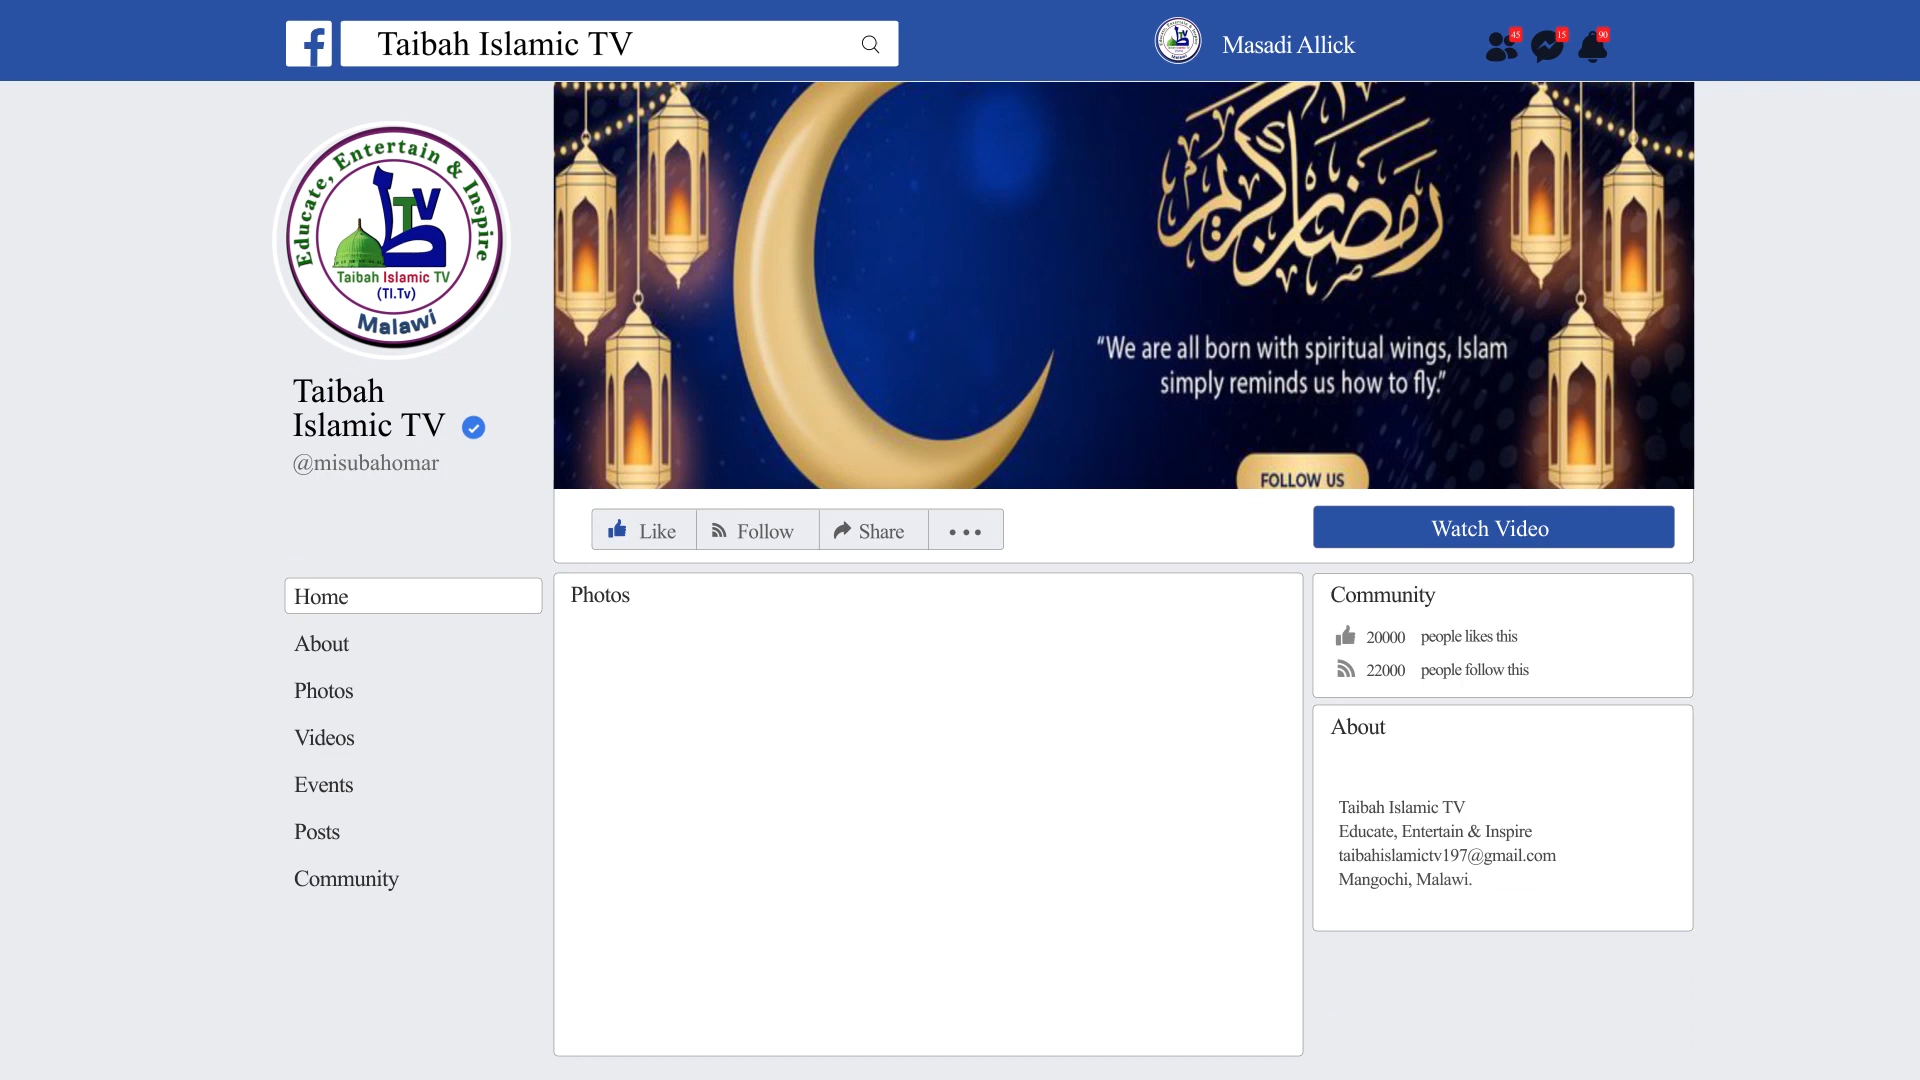 Taibah Islamic TV
Masadi Allick
45
15
90
Educate, Entertain & Inspire
TV
Taibah Islamic TV
(TI.Tv)
Malawi
Taibah
Islamic TV
@misubahomar
رمضان كريم
“We are all born with spiritual wings, Islam
simply reminds us how to fly.”
FOLLOW US
Like
Follow
Share
Watch Video
Home
About
Photos
Videos
Events
Posts
Community
Photos
Community
20000 people likes this
22000 people follow this
About
Taibah Islamic TV
Educate, Entertain & Inspire
taibahislamictv197@gmail.com
Mangochi, Malawi.